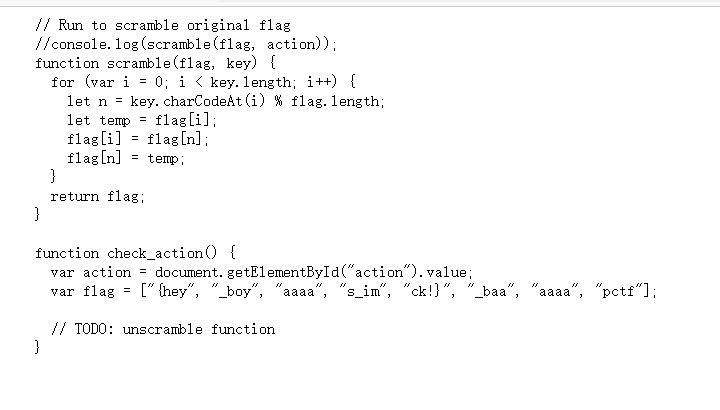 // Run to scramble original flag
//console.log(scramble(flag, action));
function scramble(flag, key) {
  for (var i = 0; i < key.length; i++) {
    let n = key.charCodeAt(i) % flag.length;
    let temp = flag[i];
    flag[i] = flag[n];
    flag[n] = temp;
  }
  return flag;
}

function check_action() {
  var action = document.getElementById("action").value;
  var flag = ["{hey", "_boy", "aaaa", "s_im", "ck!}", "_baa", "aaaa", "pctf"];

  // TODO: unscramble function
}